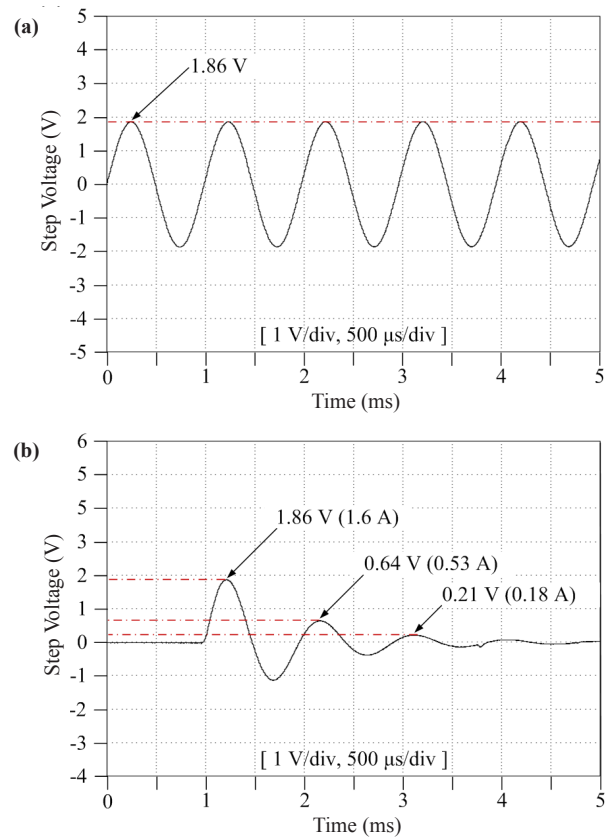 (a)
5
4
3
2
1
0
-1
-2
-3
-4
-5
Step Voltage (V)
1.86 V
[ 1 V/div, 500 µs/div ]
0 1 2 3 4 5
Time (ms)
(b)
6
5
5
3
2
1
0
-1
-2
-3
-4
Step Voltage (V)
1.86 V (1.6 A)
0.64 V (0.53 A)
0.21 V (0.18 A)
[ 1 V/div, 500 µs/div ]
0 1 2 3 4 5
Time (ms)